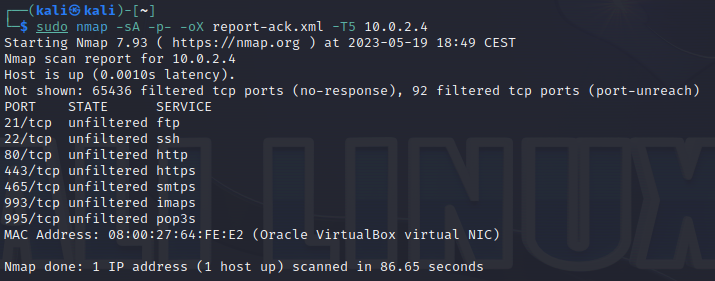 ┌──(kali㉿kali)-[~]
└─$ sudo nmap -sA -p- -oX report-ack.xml -T5 10.0.2.4
Starting Nmap 7.93 ( https://nmap.org ) at 2023-05-19 18:49 CEST
Nmap scan report for 10.0.2.4
Host is up (0.0010s latency).
Not shown: 65436 filtered tcp ports (no-response), 92 filtered tcp ports (port-unreach)
PORT    STATE      SERVICE
21/tcp  unfiltered ftp
22/tcp  unfiltered ssh
80/tcp  unfiltered http
443/tcp unfiltered https
465/tcp unfiltered smtps
993/tcp unfiltered imaps
995/tcp unfiltered pop3s
MAC Address: 08:00:27:64:FE:E2 (Oracle VirtualBox virtual NIC)

Nmap done: 1 IP address (1 host up) scanned in 86.65 seconds
KALI LINUX